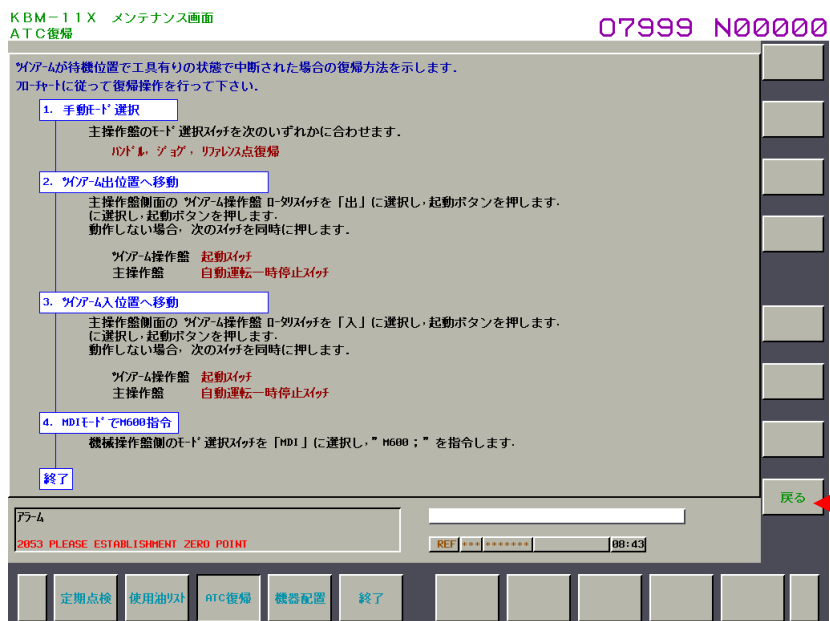 KBM-11X メンテナンス画面
ATC復帰
O7999 N00000
ﾂｲﾝｱｰﾑが待機位置で工具有りの状態で中断された場合の復帰方法を示します.
ﾌﾛｰﾁｬｰﾄに従って復帰操作を行って下さい.
1. 手動ﾓｰﾄﾞ選択
主操作盤のﾓｰﾄﾞ選択ｽｲｯﾁを次のいずれかに合わせます.
ﾊﾝﾄﾞﾙ, ｼﾞｮｸﾞ, ﾘﾌｧﾚﾝｽ点復帰
2. ﾂｲﾝｱｰﾑ出位置へ移動
主操作盤側面の ﾂｲﾝｱｰﾑ操作盤 ﾛｰﾀﾘｽｲｯﾁを「出」に選択し,起動ボタンを押します.
に選択し,起動ボタンを押します.
動作しない場合, 次のｽｲｯﾁを同時に押します.
ﾂｲﾝｱｰﾑ操作盤 起動ｽｲｯﾁ
主操作盤 自動運転一時停止ｽｲｯﾁ
3. ﾂｲﾝｱｰﾑ入位置へ移動
主操作盤側面の ﾂｲﾝｱｰﾑ操作盤 ﾛｰﾀﾘｽｲｯﾁを「入」に選択し,起動ボタンを押します.
に選択し,起動ボタンを押します.
動作しない場合, 次のｽｲｯﾁを同時に押します.
ﾂｲﾝｱｰﾑ操作盤 起動ｽｲｯﾁ
主操作盤 自動運転一時停止ｽｲｯﾁ
4. MDIﾓｰﾄﾞでM600指令
機械操作盤側のﾓｰﾄﾞ選択ｽｲｯﾁを「MDI」に選択し,"M600;"を指令します.
終了
戻る
ｱﾗｰﾑ
2053 PLEASE ESTABLISHMENT ZERO POINT
REF *** ******* 08:43
定期点検 使用油ﾘｽﾄ ATC復帰 機器配置 終了